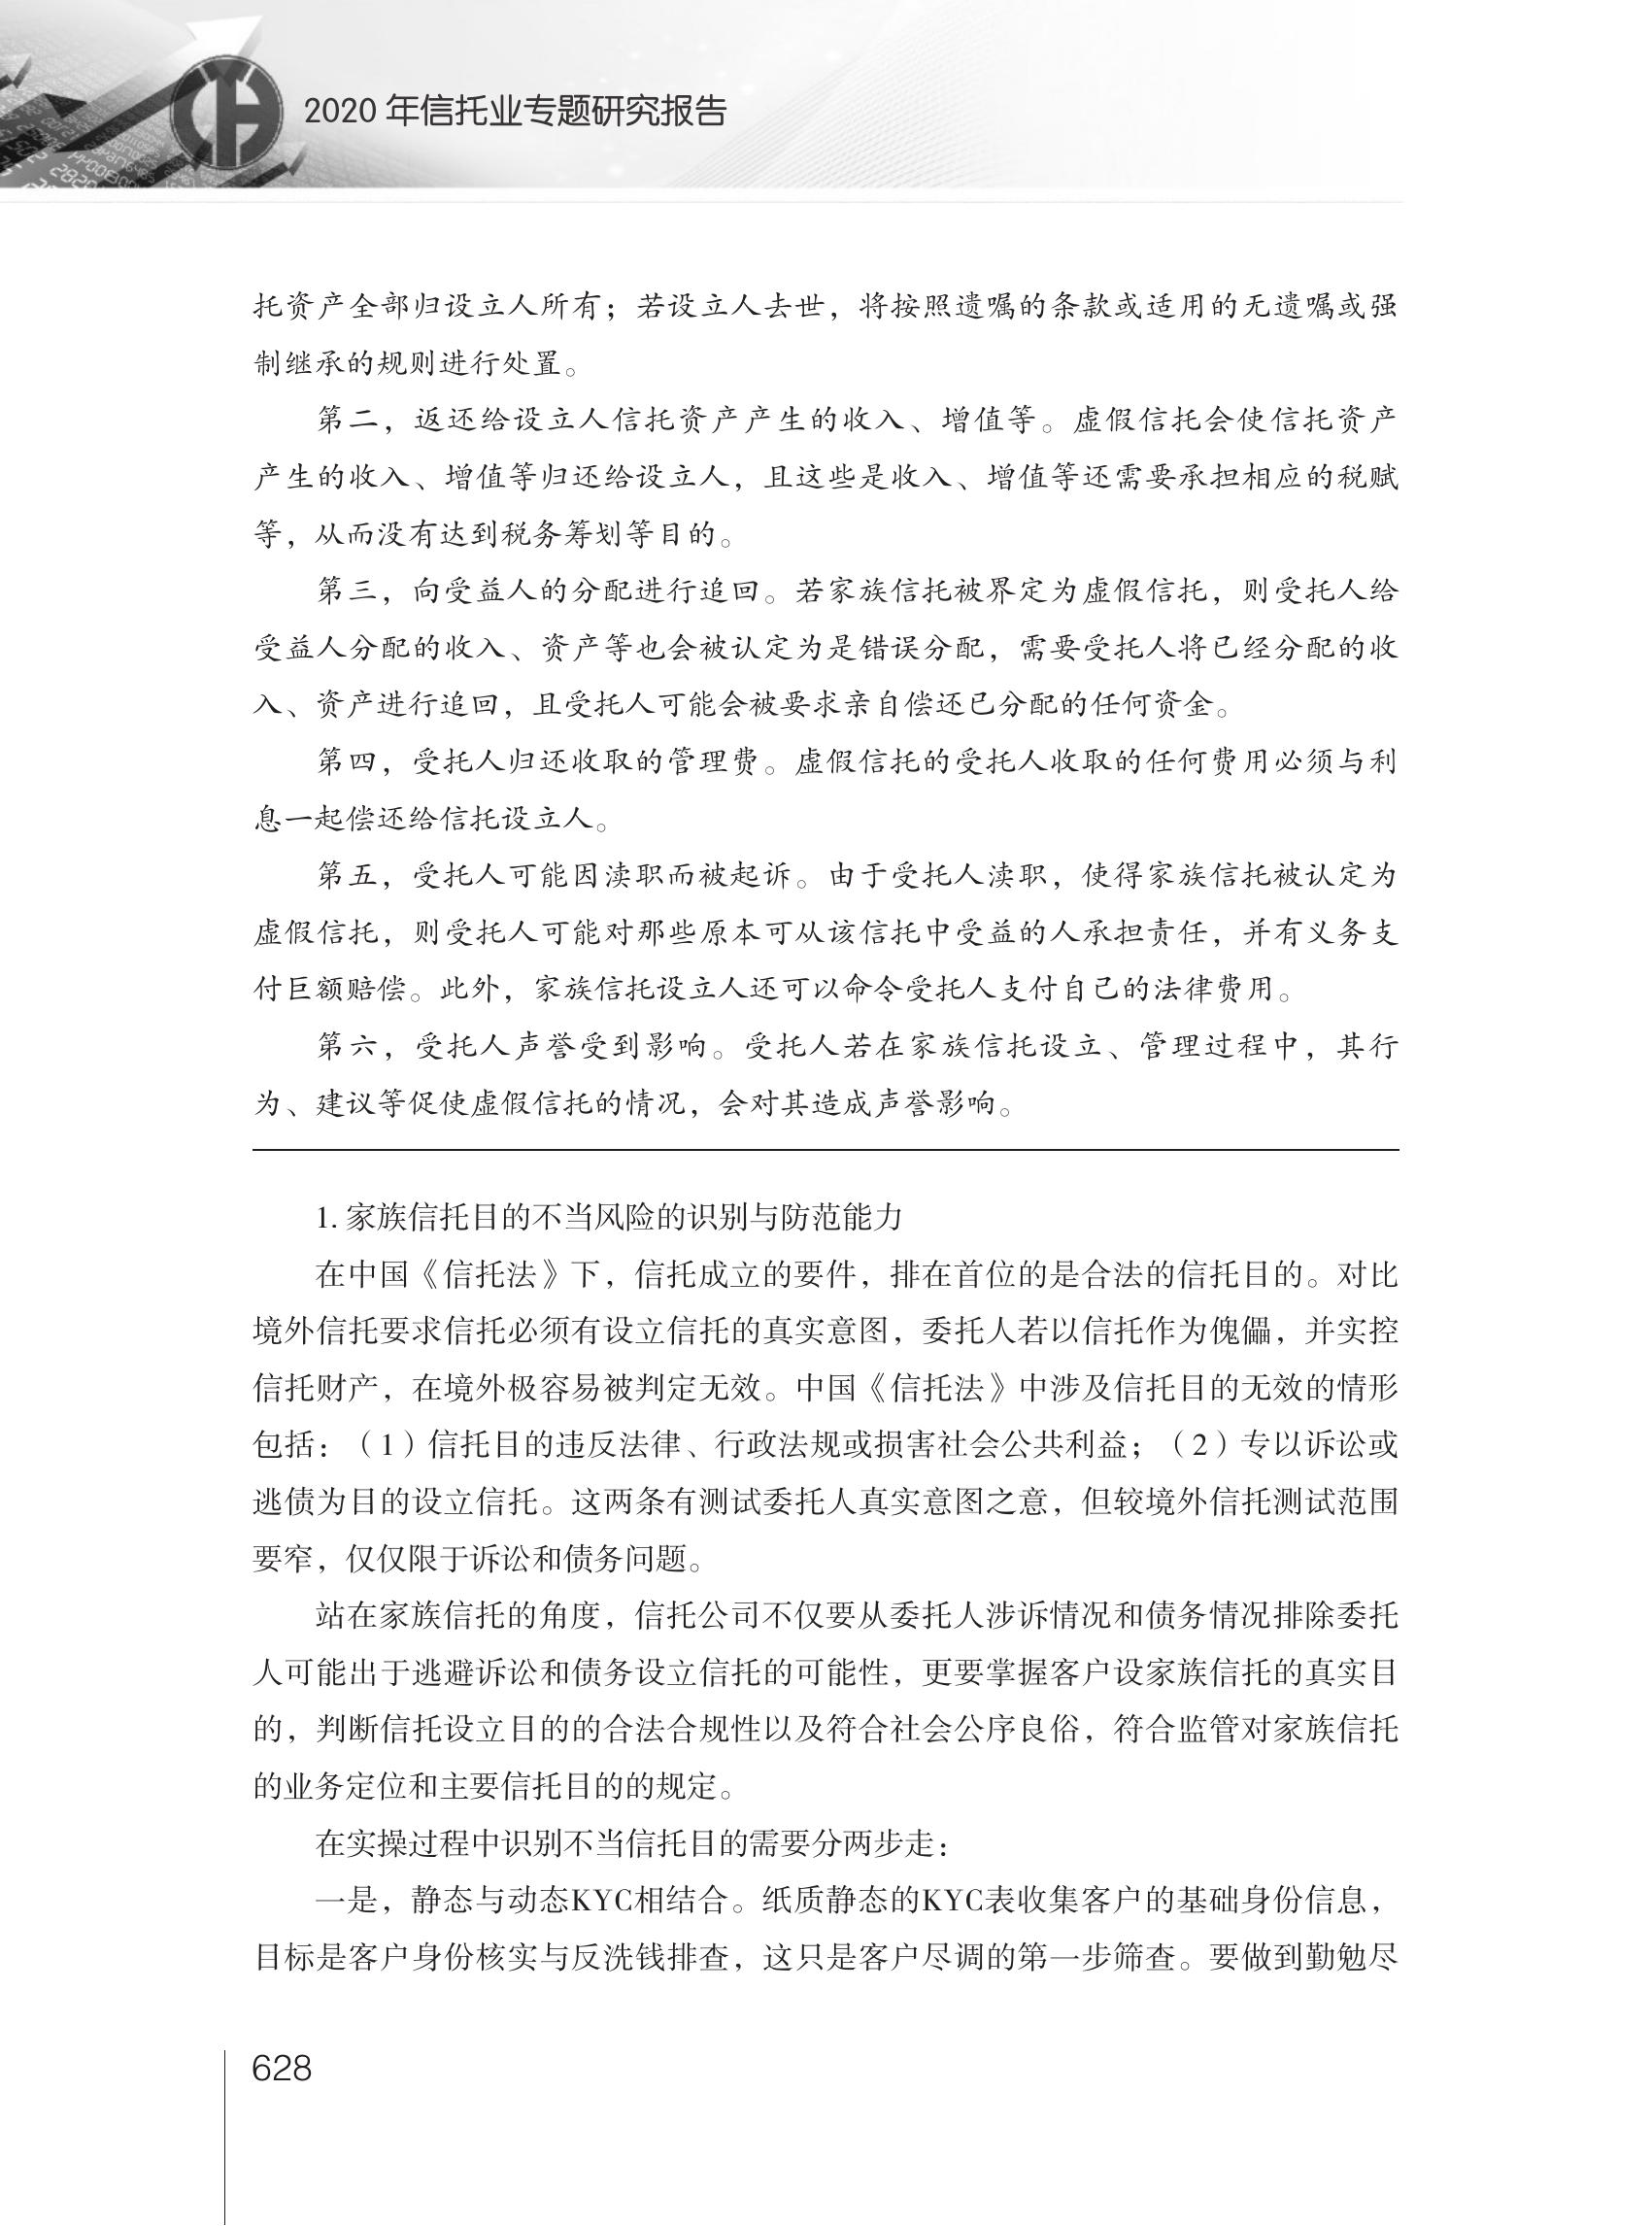 2020 年信托业专题研究报告
托资产全部归设立人所有；若设立人去世，将按照遗嘱的条款或适用的无遗嘱或强
制继承的规则进行处置。
第二，返还给设立人信托资产产生的收入、增值等。虚假信托会使信托资产
产生的收入、增值等归还给设立人，且这些是收入、增值等还需要承担相应的税赋
等，从而没有达到税务筹划等目的。
第三，向受益人的分配进行追回。若家族信托被界定为虚假信托，则受托人给
受益人分配的收入、资产等也会被认定为是错误分配，需要受托人将已经分配的收
入、资产进行追回，且受托人可能会被要求亲自偿还已分配的任何资金。
第四，受托人归还收取的管理费。虚假信托的受托人收取的任何费用必须与利
息一起偿还给信托设立人。
第五，受托人可能因渎职而被起诉。由于受托人渎职，使得家族信托被认定为
虚假信托，则受托人可能对那些原本可从该信托中受益的人承担责任，并有义务支
付巨额赔偿。此外，家族信托设立人还可以命令受托人支付自己的法律费用。
第六，受托人声誉受到影响。受托人若在家族信托设立、管理过程中，其行
为、建议等促使虚假信托的情况，会对其造成声誉影响。
1. 家族信托目的不当风险的识别与防范能力
在中国《信托法》下，信托成立的要件，排在首位的是合法的信托目的。对比
境外信托要求信托必须有设立信托的真实意图，委托人若以信托作为傀儡，并实控
信托财产，在境外极容易被判定无效。中国《信托法》中涉及信托目的无效的情形
包括：（1）信托目的违反法律、行政法规或损害社会公共利益；（2）专以诉讼或
逃债为目的设立信托。这两条有测试委托人真实意图之意，但较境外信托测试范围
要窄，仅仅限于诉讼和债务问题。
站在家族信托的角度，信托公司不仅要从委托人涉诉情况和债务情况排除委托
人可能出于逃避诉讼和债务设立信托的可能性，更要掌握客户设家族信托的真实目
的，判断信托设立目的的合法合规性以及符合社会公序良俗，符合监管对家族信托
的业务定位和主要信托目的的规定。
在实操过程中识别不当信托目的需要分两步走：
一是，静态与动态KYC相结合。纸质静态的KYC表收集客户的基础身份信息，
目标是客户身份核实与反洗钱排查，这只是客户尽调的第一步筛查。要做到勤勉尽
628